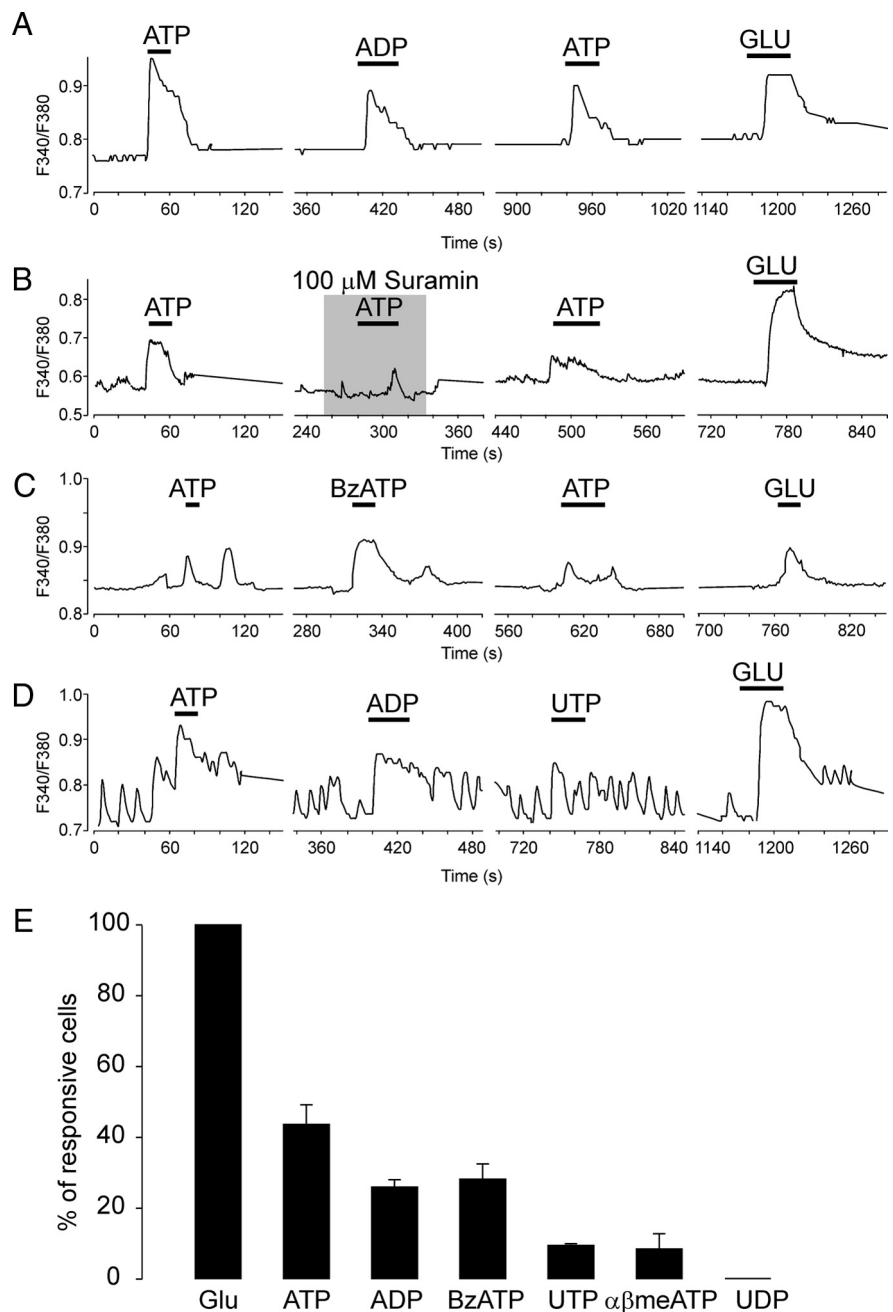 A
ATP ADP ATP GLU
0.9
0.8
0.7
F340/F380
0 60 120 360 420 480 900 960 1020 1140 1200 1260
Time (s)
B
100 μM Suramin
ATP ATP ATP GLU
0.8
0.7
0.6
0.5
F340/F380
0 60 120 240 300 360 440 500 560 720 780 840
Time (s)
C
ATP BzATP ATP GLU
1.0
0.9
0.8
F340/F380
0 60 120 280 340 400 560 620 680 700 760 820
Time (s)
D
ATP ADP UTP GLU
1.0
0.9
0.8
0.7
F340/F380
0 60 120 360 420 480 720 780 840 1140 1200 1260
Time (s)
E
100
80
60
40
20
0
% of responsive cells
Glu ATP ADP BzATP UTP αβmeATP UDP